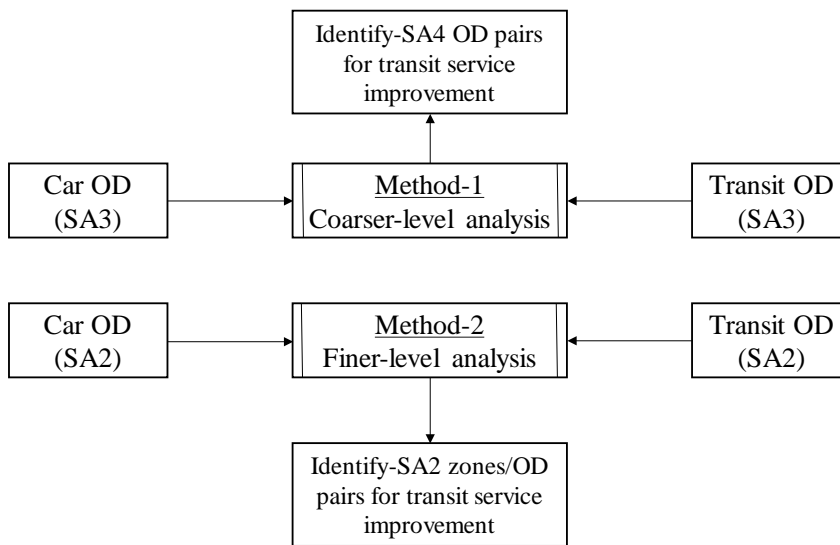 Identify-SA4 OD pairs
for transit service
improvement
Car OD
(SA3)
Method-1
Coarser-level analysis
Transit OD
(SA3)
Car OD
(SA2)
Method-2
Finer-level analysis
Transit OD
(SA2)
Identify-SA2 zones/OD
pairs for transit service
improvement